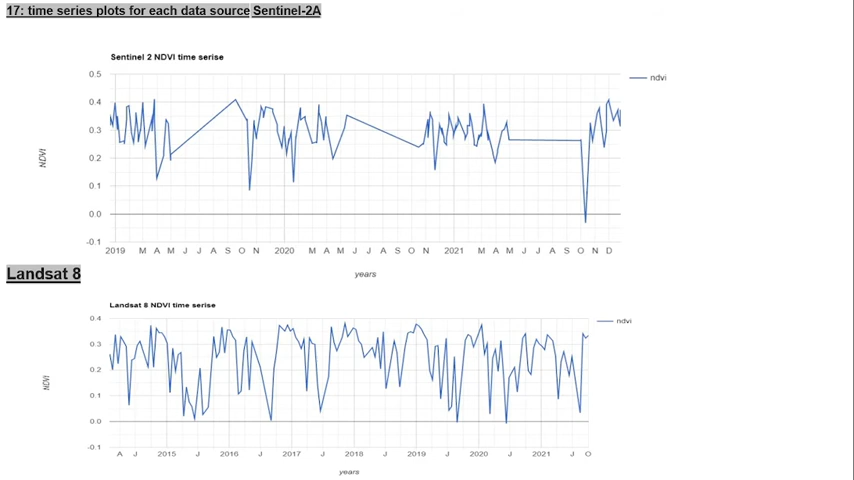 17: time series plots for each data source Sentinel-2A
Sentinel 2 NDVI time serise
ndvi
0.5
0.4
0.3
0.2
0.1
0.0
-0.1
NDVI
2019 M A M J J A S O N 2020 M A M J J A S O N 2021 M A M J J A S O N D
years
Landsat 8
Landsat 8 NDVI time serise
ndvi
0.4
0.3
0.2
0.1
0.0
-0.1
NDVI
A J 2015 J 2016 J 2017 J 2018 J 2019 J 2020 J 2021 J O
years